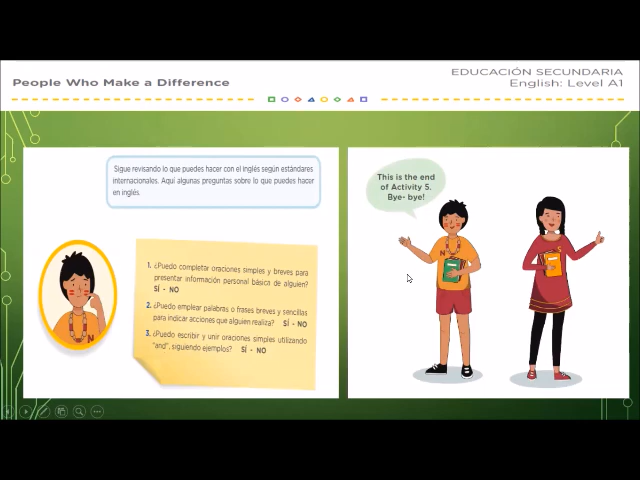 EDUCACIÓN SECUNDARIA
People Who Make a Difference
English: Level A1
Sigue revisando lo que puedes hacer con el inglés según estándares
internacionales. Aquí algunas preguntas sobre lo que puedes hacer
en inglés.
1. ¿Puedo completar oraciones simples y breves para
presentar información personal básica de alguien?
SÍ - NO
2. ¿Puedo emplear palabras o frases breves y sencillas
para indicar acciones que alguien realiza? SÍ - NO
3. ¿Puedo escribir y unir oraciones simples utilizando
"and", siguiendo ejemplos? SÍ - NO
N
This is the end
of Activity 5.
Bye- bye!
N